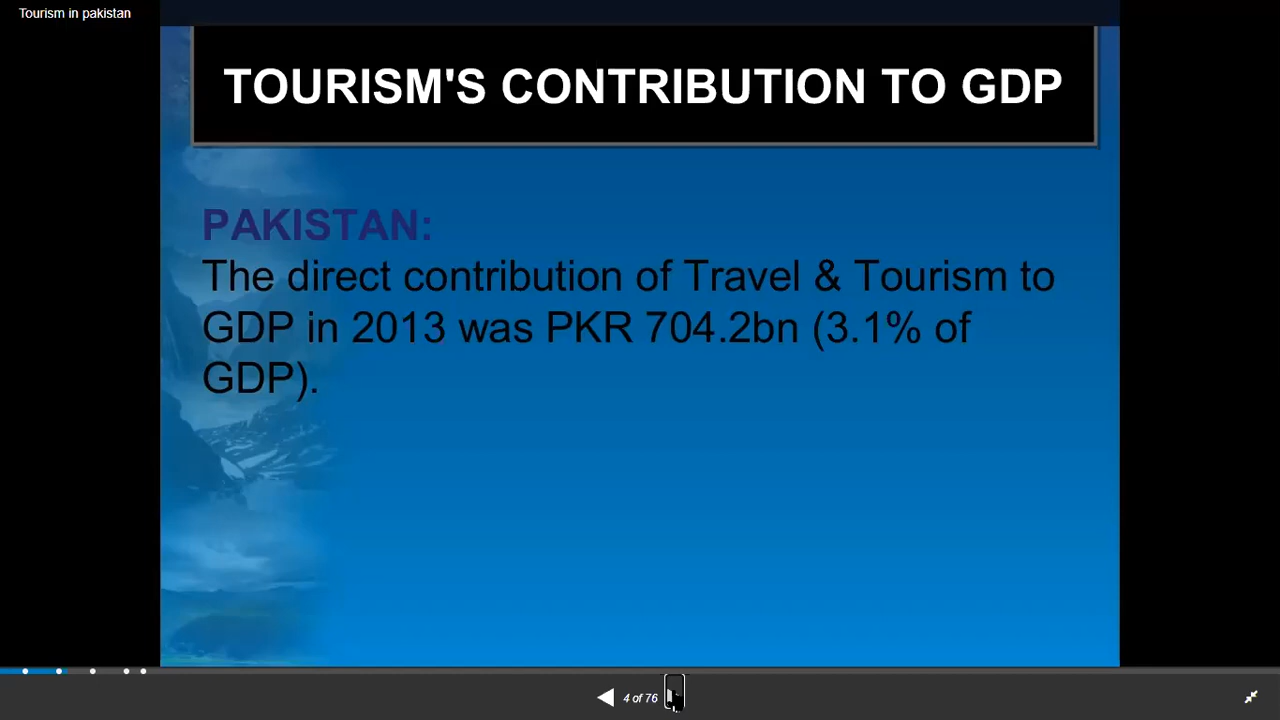 Tourism in pakistan
TOURISM'S CONTRIBUTION TO GDP
PAKISTAN:
The direct contribution of Travel & Tourism to
GDP in 2013 was PKR 704.2bn (3.1% of
GDP).
4 of 76